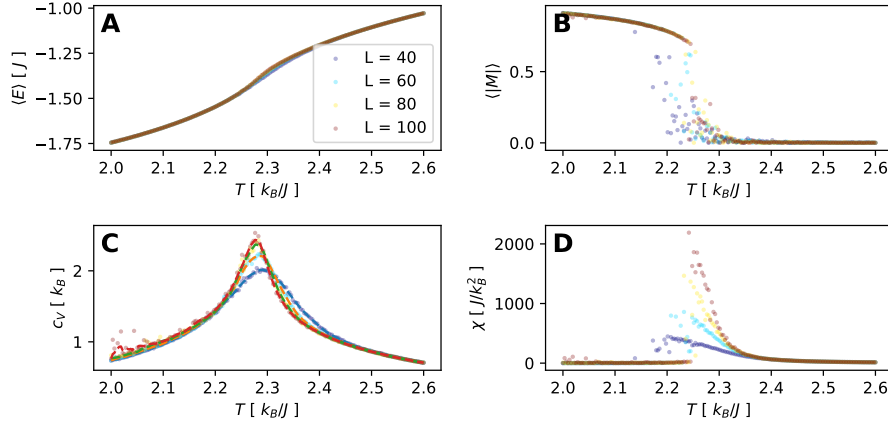 A
⟨E⟩ [ J ]
−1.00
−1.25
−1.50
−1.75
2.0 2.1 2.2 2.3 2.4 2.5 2.6
T [ k_B/J ]
L = 40
L = 60
L = 80
L = 100
B
⟨|M|⟩
0.5
0.0
2.0 2.1 2.2 2.3 2.4 2.5 2.6
T [ k_B/J ]
C
c_V [ k_B ]
2
1
2.0 2.1 2.2 2.3 2.4 2.5 2.6
T [ k_B/J ]
D
χ [ J/k_B^2 ]
2000
1000
0
2.0 2.1 2.2 2.3 2.4 2.5 2.6
T [ k_B/J ]